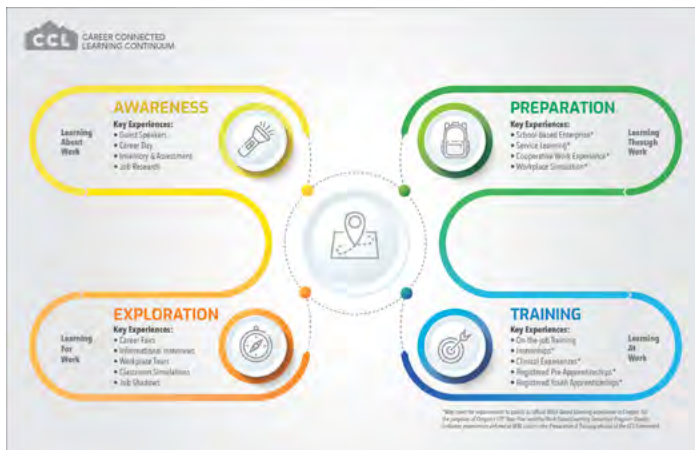 CCL
CAREER CONNECTED
LEARNING CONTINUUM
AWARENESS
Key Experiences:
• Guest Speakers
• Career Day
• Inventory & Assessment
• Job Research
Learning
About
Work
PREPARATION
Key Experiences:
• School-based Enterprise*
• Service Learning*
• Cooperative Work Experience*
• Workplace Simulation*
Learning
Through
Work
EXPLORATION
Key Experiences:
• Career Fairs
• Informational Interviews
• Workplace Tours
• Classroom Simulations
• Job Shadows
Learning
For
Work
TRAINING
Key Experiences:
• On-the-job Training
• Internships*
• Clinical Experiences*
• Registered Pre-Apprenticeships*
• Registered Youth Apprenticeships*
Learning
At
Work